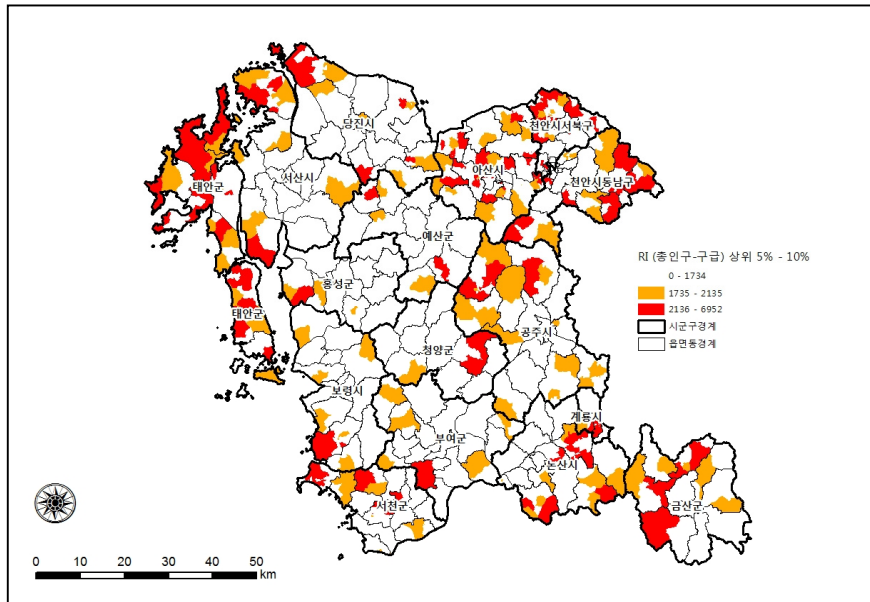 당진시
천안시서북구
아산시
서산시
천안시동남구
태안군
예산군
RI (총인구-구급) 상위 5% - 10%
0 - 1734
1735 - 2135
2136 - 6952
시군구경계
읍면동경계
홍성군
태안군
공주시
청양군
보령시
계룡시
부여군
논산시
서천군
금산군
0 10 20 30 40 50
km